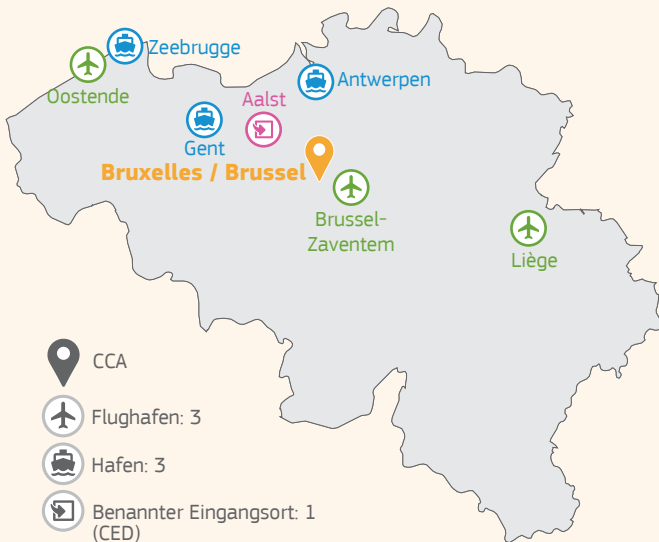 Zeebrugge
Oostende
Antwerpen
Aalst
Gent
Bruxelles / Brussel
Brussel-
Zaventem
Liège
CCA
Flughafen: 3
Hafen: 3
Benannter Eingangsort: 1
(CED)